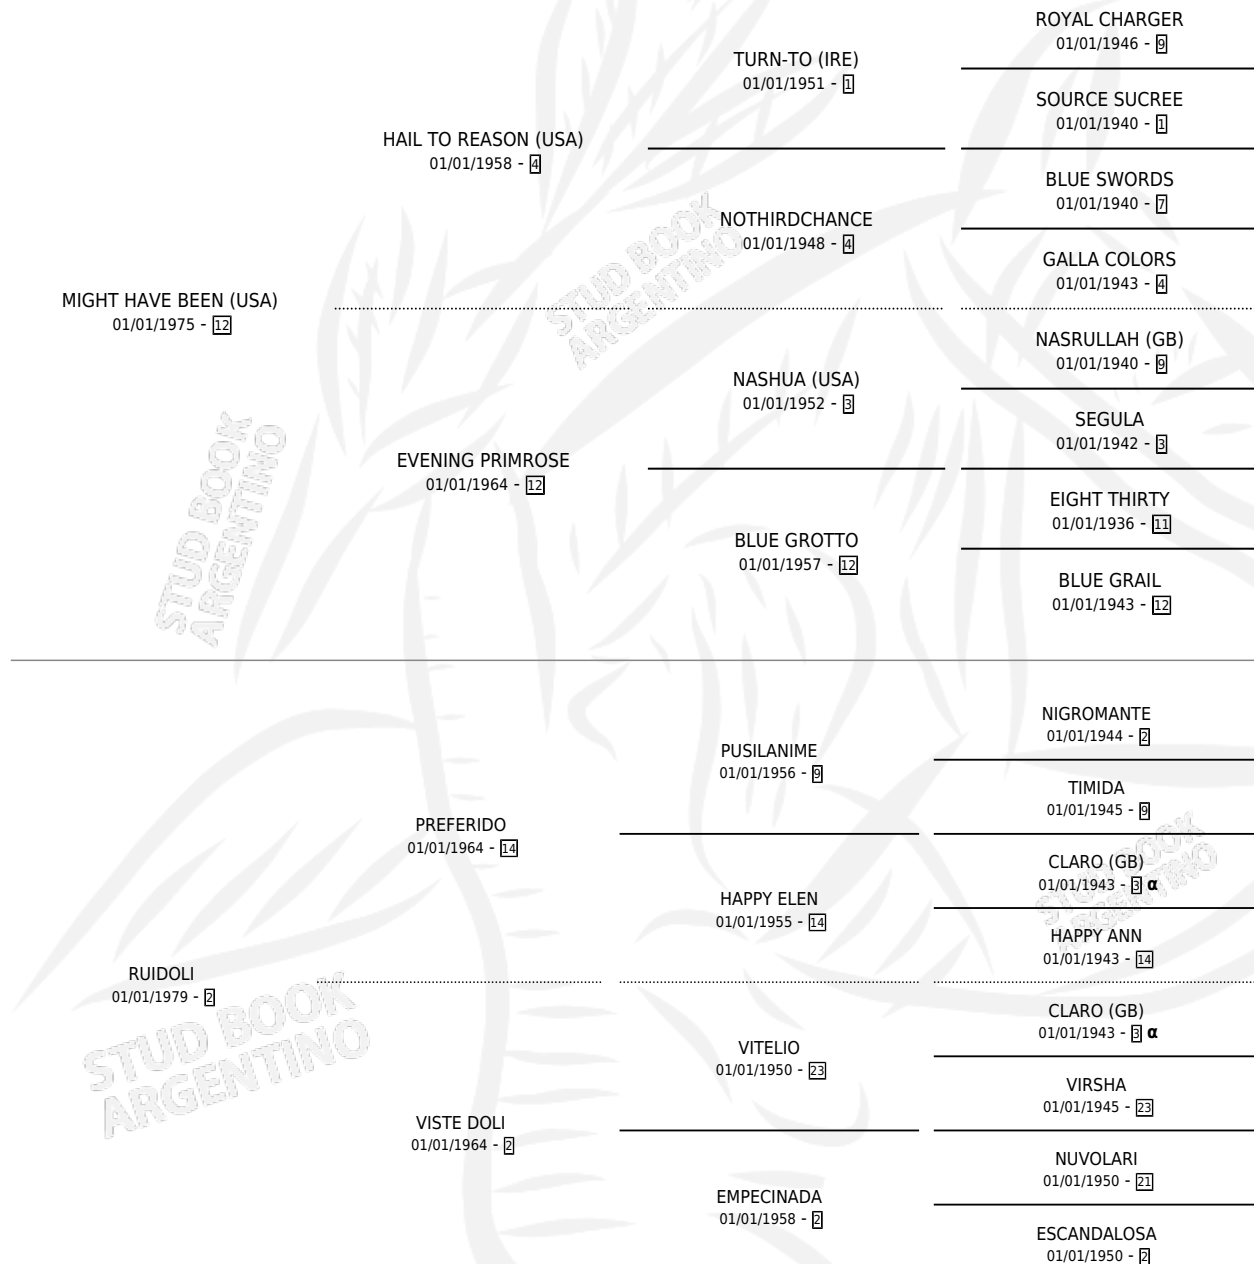 ROYAL CHARGER
01/01/1946 - 9
TURN-TO (IRE)
01/01/1951 - 1
SOURCE SUCREE
01/01/1940 - 1
HAIL TO REASON (USA)
01/01/1958 - 4
BLUE SWORDS
01/01/1940 - 7
NOTHIRDCHANCE
01/01/1948 - 4
GALLA COLORS
01/01/1943 - 4
MIGHT HAVE BEEN (USA)
01/01/1975 - 12
NASRULLAH (GB)
01/01/1940 - 9
NASHUA (USA)
01/01/1952 - 3
SEGULA
01/01/1942 - 3
EVENING PRIMROSE
01/01/1964 - 12
EIGHT THIRTY
01/01/1936 - 11
BLUE GROTTO
01/01/1957 - 12
BLUE GRAIL
01/01/1943 - 12
NIGROMANTE
01/01/1944 - 2
PUSILANIME
01/01/1956 - 9
TIMIDA
01/01/1945 - 9
PREFERIDO
01/01/1964 - 14
CLARO (GB)
01/01/1943 - 3 α
HAPPY ELEN
01/01/1955 - 14
HAPPY ANN
01/01/1943 - 14
RUIDOLI
01/01/1979 - 2
CLARO (GB)
01/01/1943 - 3 α
VITELIO
01/01/1950 - 23
VIRSHA
01/01/1945 - 23
VISTE DOLI
01/01/1964 - 2
NUVOLARI
01/01/1950 - 21
EMPECINADA
01/01/1958 - 2
ESCANDALOSA
01/01/1950 - 2
STUD BOOK
ARGENTINO
STUD BOOK
ARGENTINO
STUD BOOK
ARGENTINO
STUD BOOK
ARGENTINO